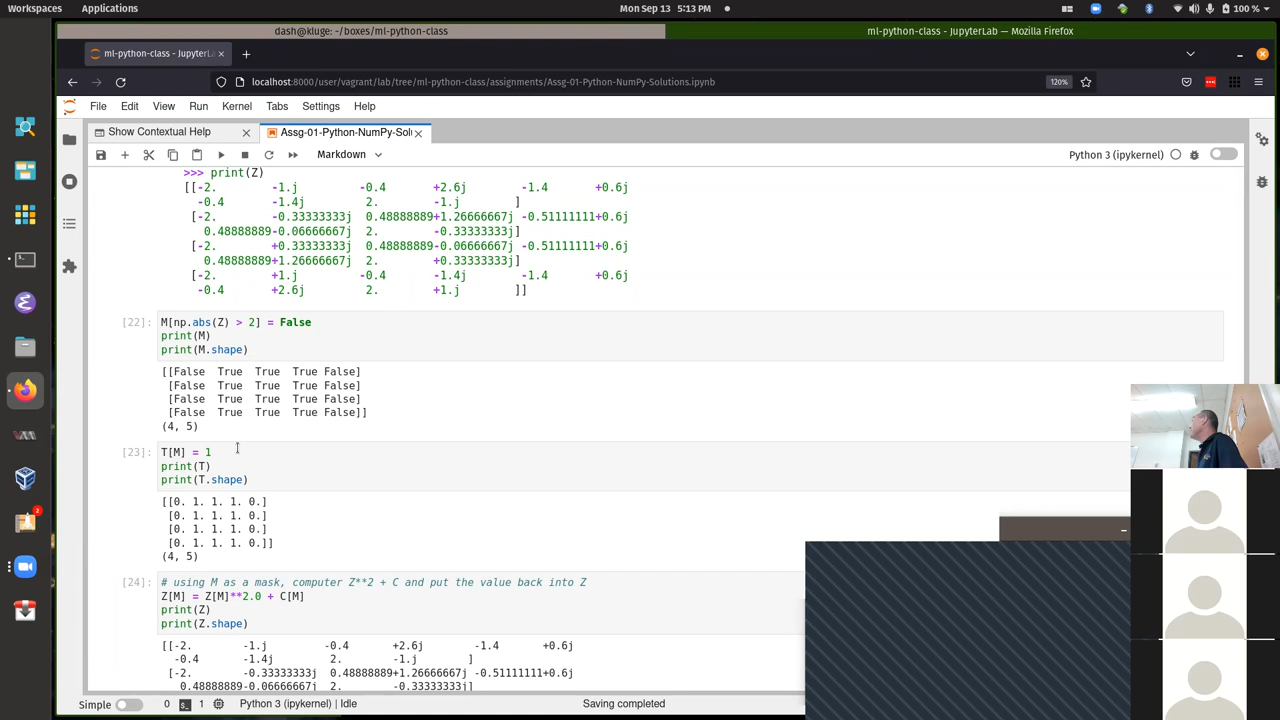 Workspaces Applications Mon Sep 13 5:13 PM 100 %
dash@kluge: ~/boxes/ml-python-class ml-python-class - JupyterLab — Mozilla Firefox
ml-python-class - JupyterLa
localhost:8000/user/vagrant/lab/tree/ml-python-class/assignments/Assg-01-Python-NumPy-Solutions.ipynb 120%
File Edit View Run Kernel Tabs Settings Help
Show Contextual Help Assg-01-Python-NumPy-Solu
Markdown Python 3 (ipykernel)
>>> print(Z)
[[-2. -1.j -0.4 +2.6j -1.4 +0.6j
-0.4 -1.4j 2. -1.j ]
[-2. -0.33333333j 0.48888889+1.26666667j -0.51111111+0.6j
0.48888889-0.06666667j 2. -0.33333333j]
[-2. +0.33333333j 0.48888889-0.06666667j -0.51111111+0.6j
0.48888889+1.26666667j 2. +0.33333333j]
[-2. +1.j -0.4 -1.4j -1.4 +0.6j
-0.4 +2.6j 2. +1.j ]]
[22]: M[np.abs(Z) > 2] = False
print(M)
print(M.shape)
[[False True True True False]
[False True True True False]
[False True True True False]
[False True True True False]]
(4, 5)
[23]: T[M] = 1
print(T)
print(T.shape)
[[0. 1. 1. 1. 0.]
[0. 1. 1. 1. 0.]
[0. 1. 1. 1. 0.]
[0. 1. 1. 1. 0.]]
(4, 5)
[24]: # using M as a mask, computer Z**2 + C and put the value back into Z
Z[M] = Z[M]**2.0 + C[M]
print(Z)
print(Z.shape)
[[-2. -1.j -0.4 +2.6j -1.4 +0.6j
-0.4 -1.4j 2. -1.j ]
[-2. -0.33333333j 0.48888889+1.26666667j -0.51111111+0.6j
0.48888889-0.06666667j 2. -0.33333333j]
Simple 0 1 Python 3 (ipykernel) | Idle Saving completed
2